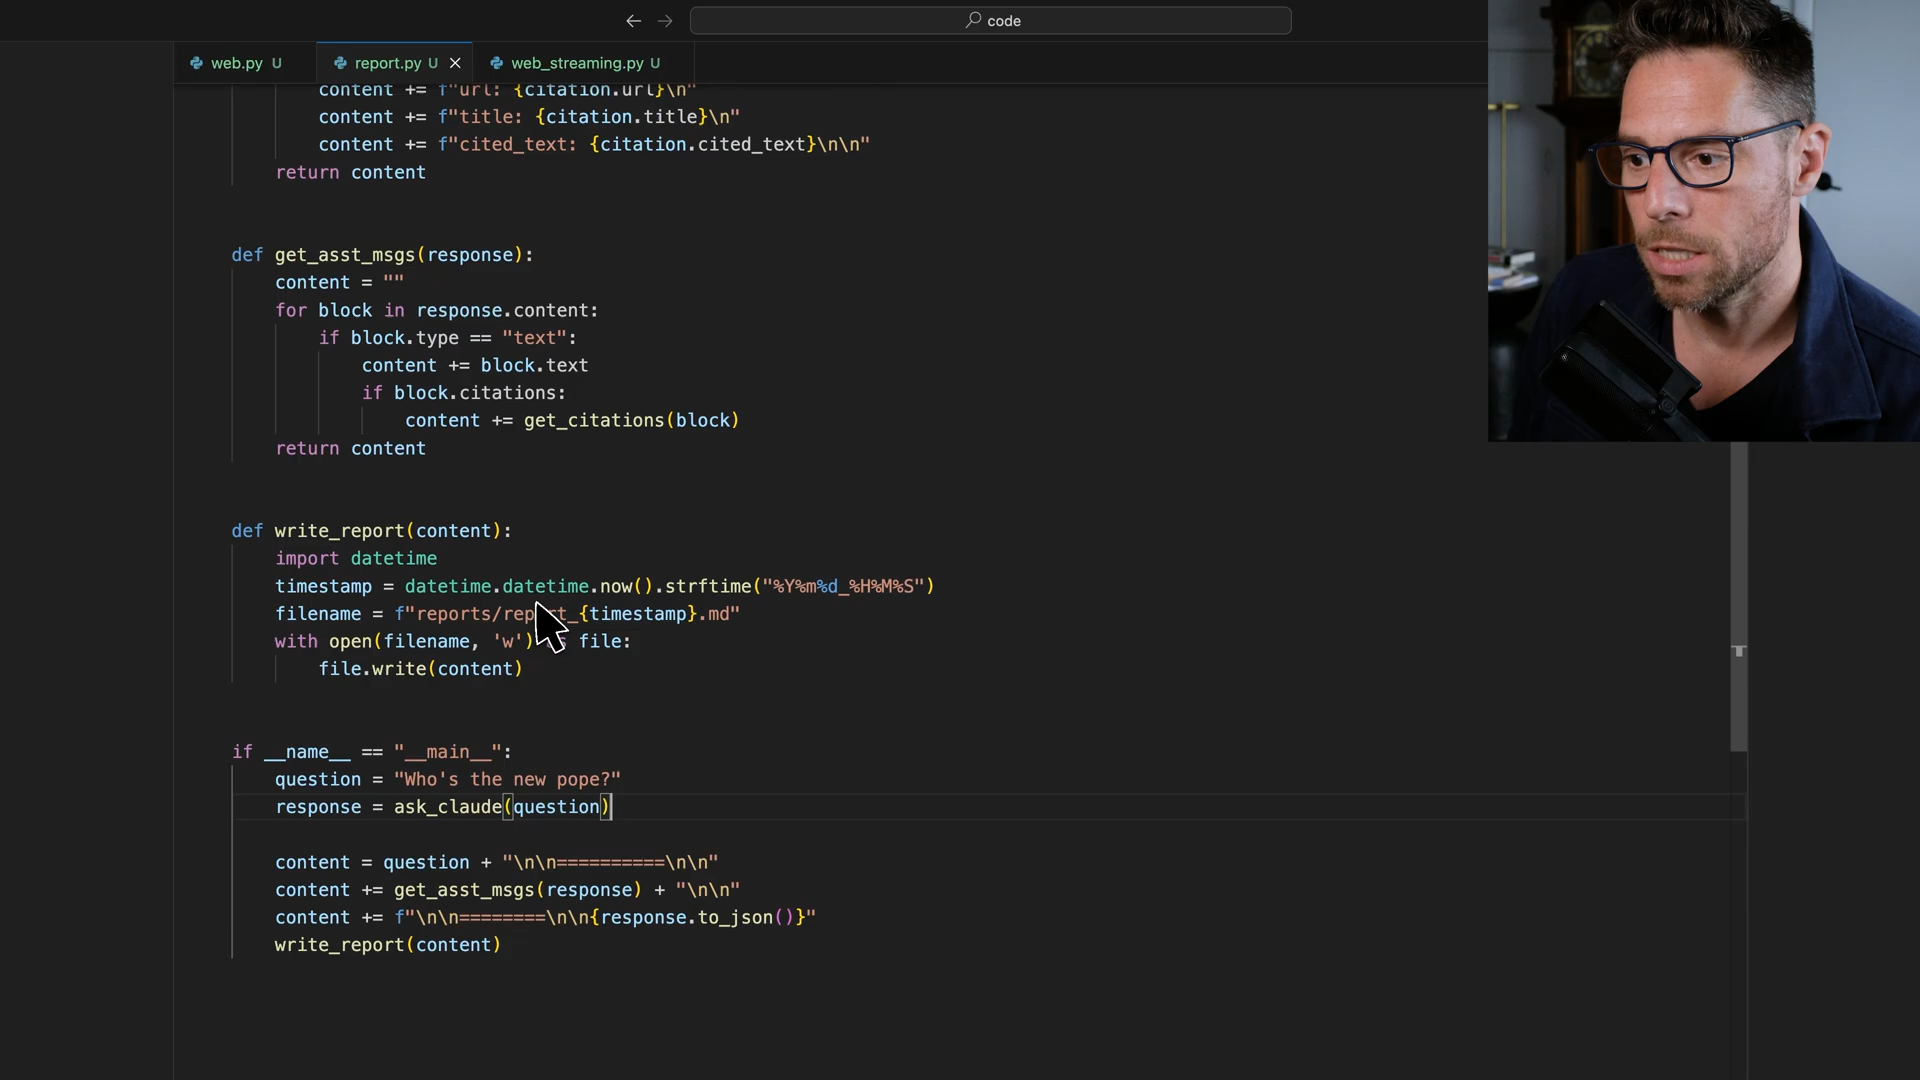 code
web.py U
report.py U
web_streaming.py U
content += f"url: {citation.url}\n"
content += f"title: {citation.title}\n"
content += f"cited_text: {citation.cited_text}\n\n"
return content
def get_asst_msgs(response):
content = ""
for block in response.content:
if block.type == "text":
content += block.text
if block.citations:
content += get_citations(block)
return content
def write_report(content):
import datetime
timestamp = datetime.datetime.now().strftime("%Y%m%d_%H%M%S")
filename = f"reports/report_{timestamp}.md"
with open(filename, 'w') as file:
file.write(content)
if __name__ == "__main__":
question = "Who's the new pope?"
response = ask_claude(question)
content = question + "\n\n==========\n\n"
content += get_asst_msgs(response) + "\n\n"
content += f"\n\n========\n\n{response.to_json()}"
write_report(content)